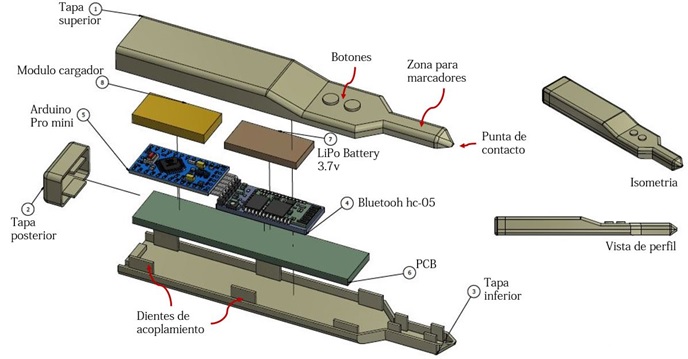 Tapa
superior
1
Botones
Zona para
marcadores
Modulo cargador
8
Arduino
Pro mini
5
7
LiPo Battery
3.7v
Punta de
contacto
Isometria
2
Tapa
posterior
4
Bluetooh hc-05
Vista de perfil
PCB
6
3
Tapa
inferior
Dientes de
acoplamiento